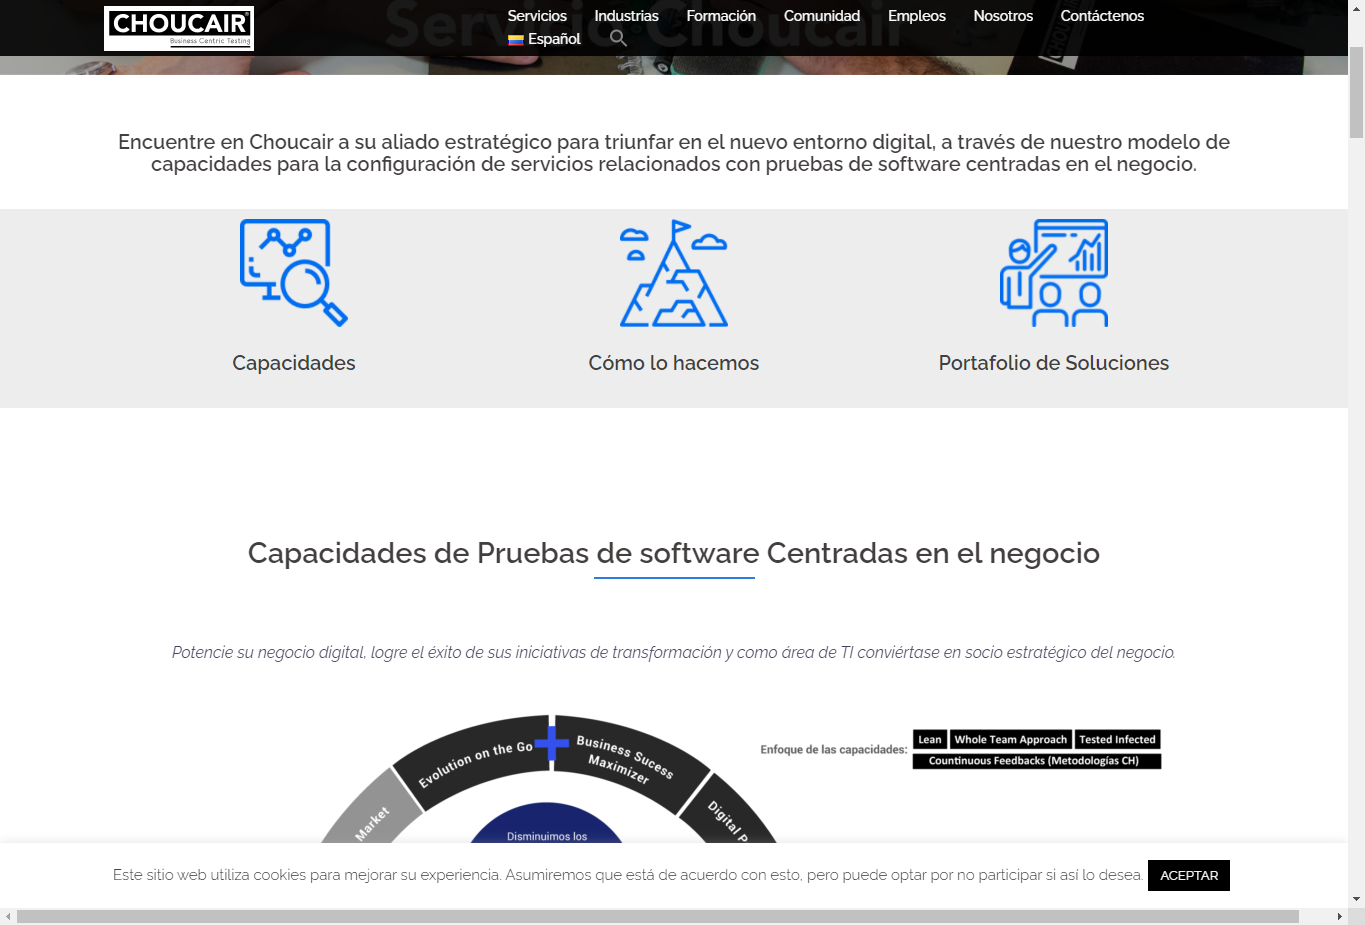 CHOUCAIR
Business Centric Testing
Servicios Industrias Formación Comunidad Empleos Nosotros Contáctenos
Español
Servicios Choucair
CHOUCAIR
Encuentre en Choucair a su aliado estratégico para triunfar en el nuevo entorno digital, a través de nuestro modelo de
capacidades para la configuración de servicios relacionados con pruebas de software centradas en el negocio.
Capacidades
Cómo lo hacemos
Portafolio de Soluciones
Capacidades de Pruebas de software Centradas en el negocio
Potencie su negocio digital, logre el éxito de sus iniciativas de transformación y como área de TI conviértase en socio estratégico del negocio.
Market
Evolution on the Go
Business Sucess
Maximizer
Digital P
Disminuimos los
Enfoque de las capacidades:
Lean Whole Team Approach Tested Infected
Countinuous Feedbacks (Metodologías CH)
Este sitio web utiliza cookies para mejorar su experiencia. Asumiremos que está de acuerdo con esto, pero puede optar por no participar si así lo desea. ACEPTAR